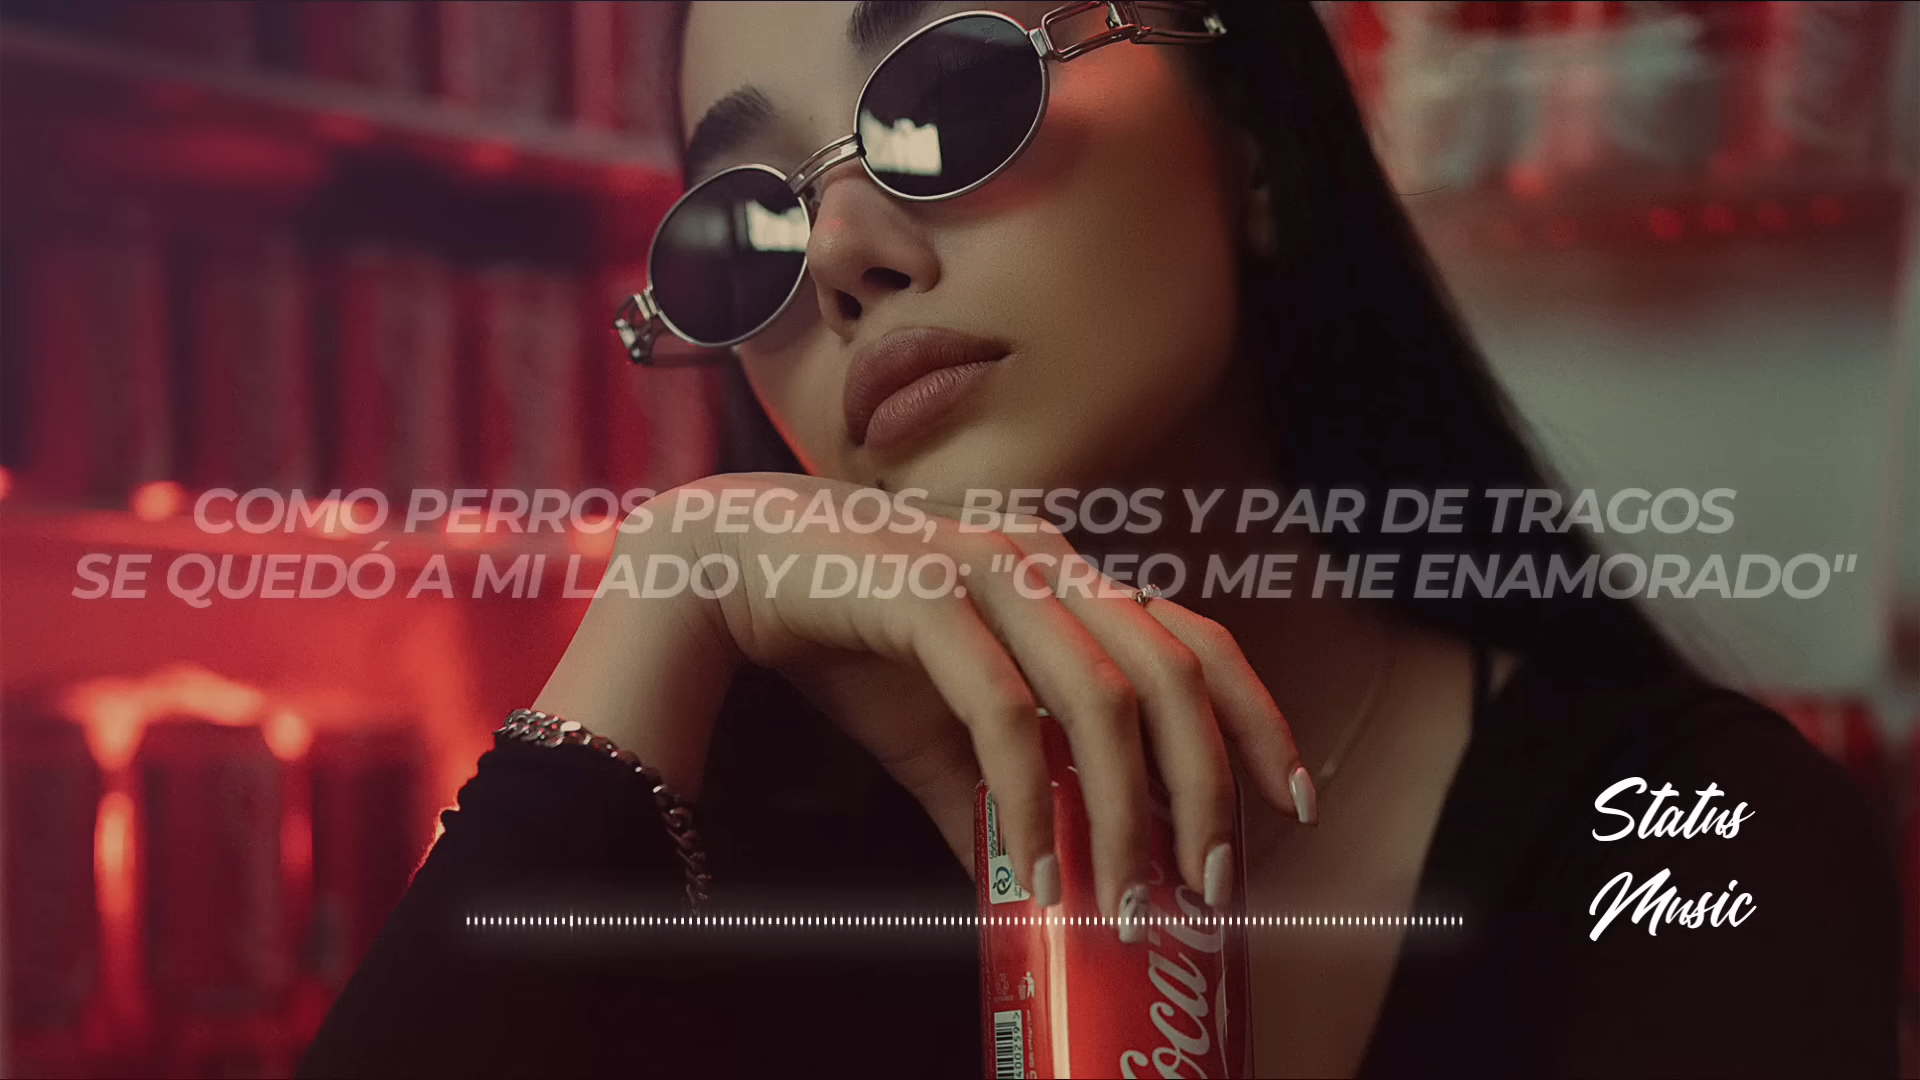 COMO PERROS PEGAOS, BESOS Y PAR DE TRAGOS
SE QUEDÓ A MI LADO Y DIJO: "CREO ME HE ENAMORADO"
Status
Music
Coca Co